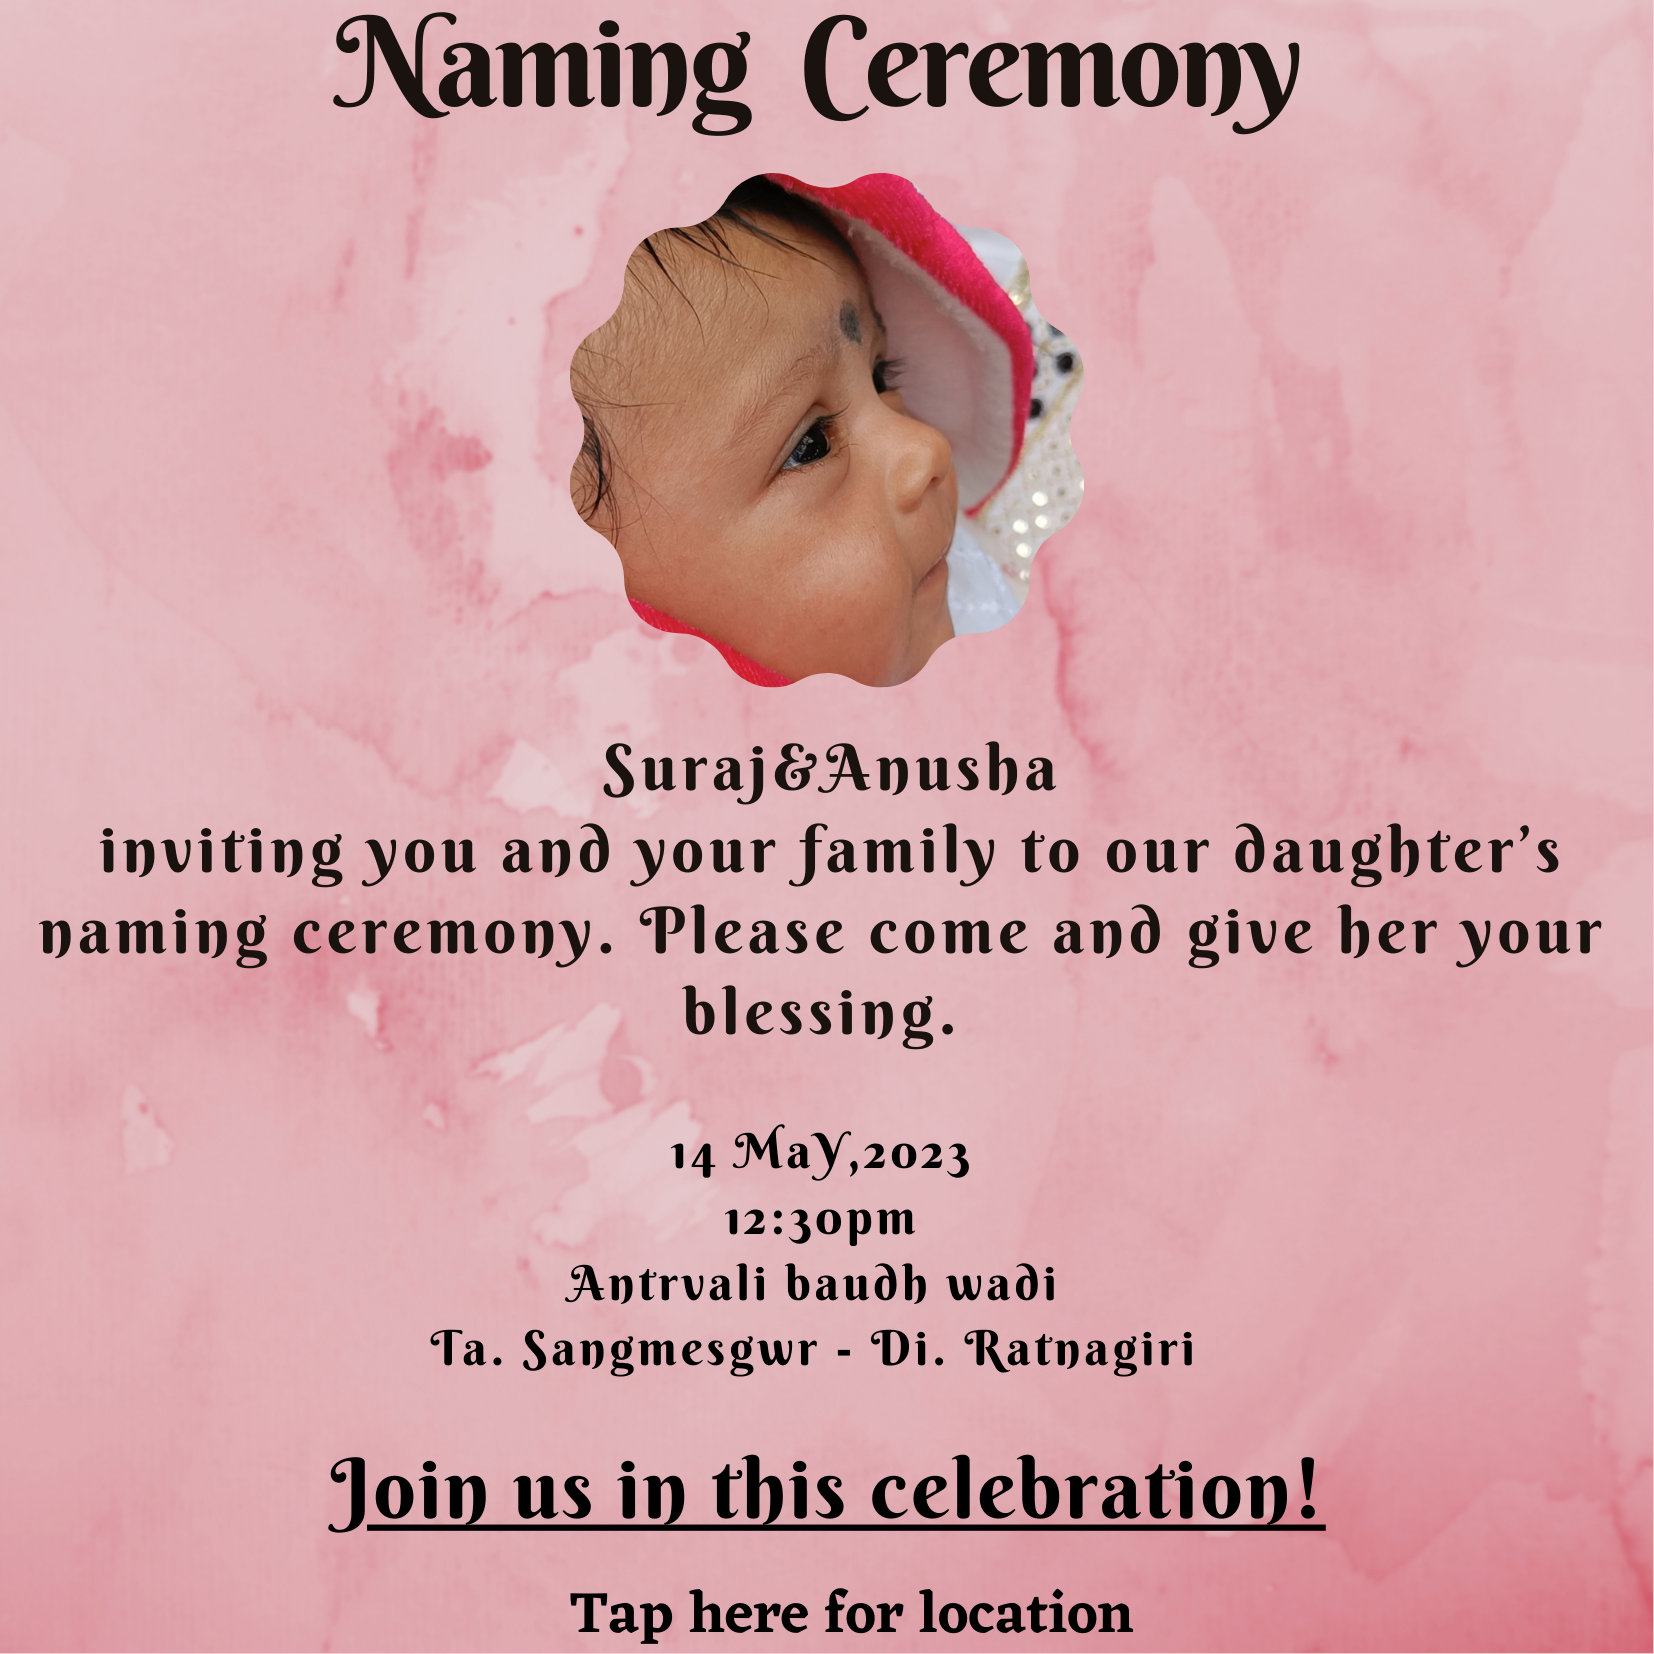 Naming Ceremony
Suraj&Anusha
inviting you and your family to our daughter's
naming ceremony. Please come and give her your
blessing.
14 MaY,2023
12:30pm
Antrvali baudh wadi
Ta. Sangmesgwr - Di. Ratnagiri
Join us in this celebration!
Tap here for location